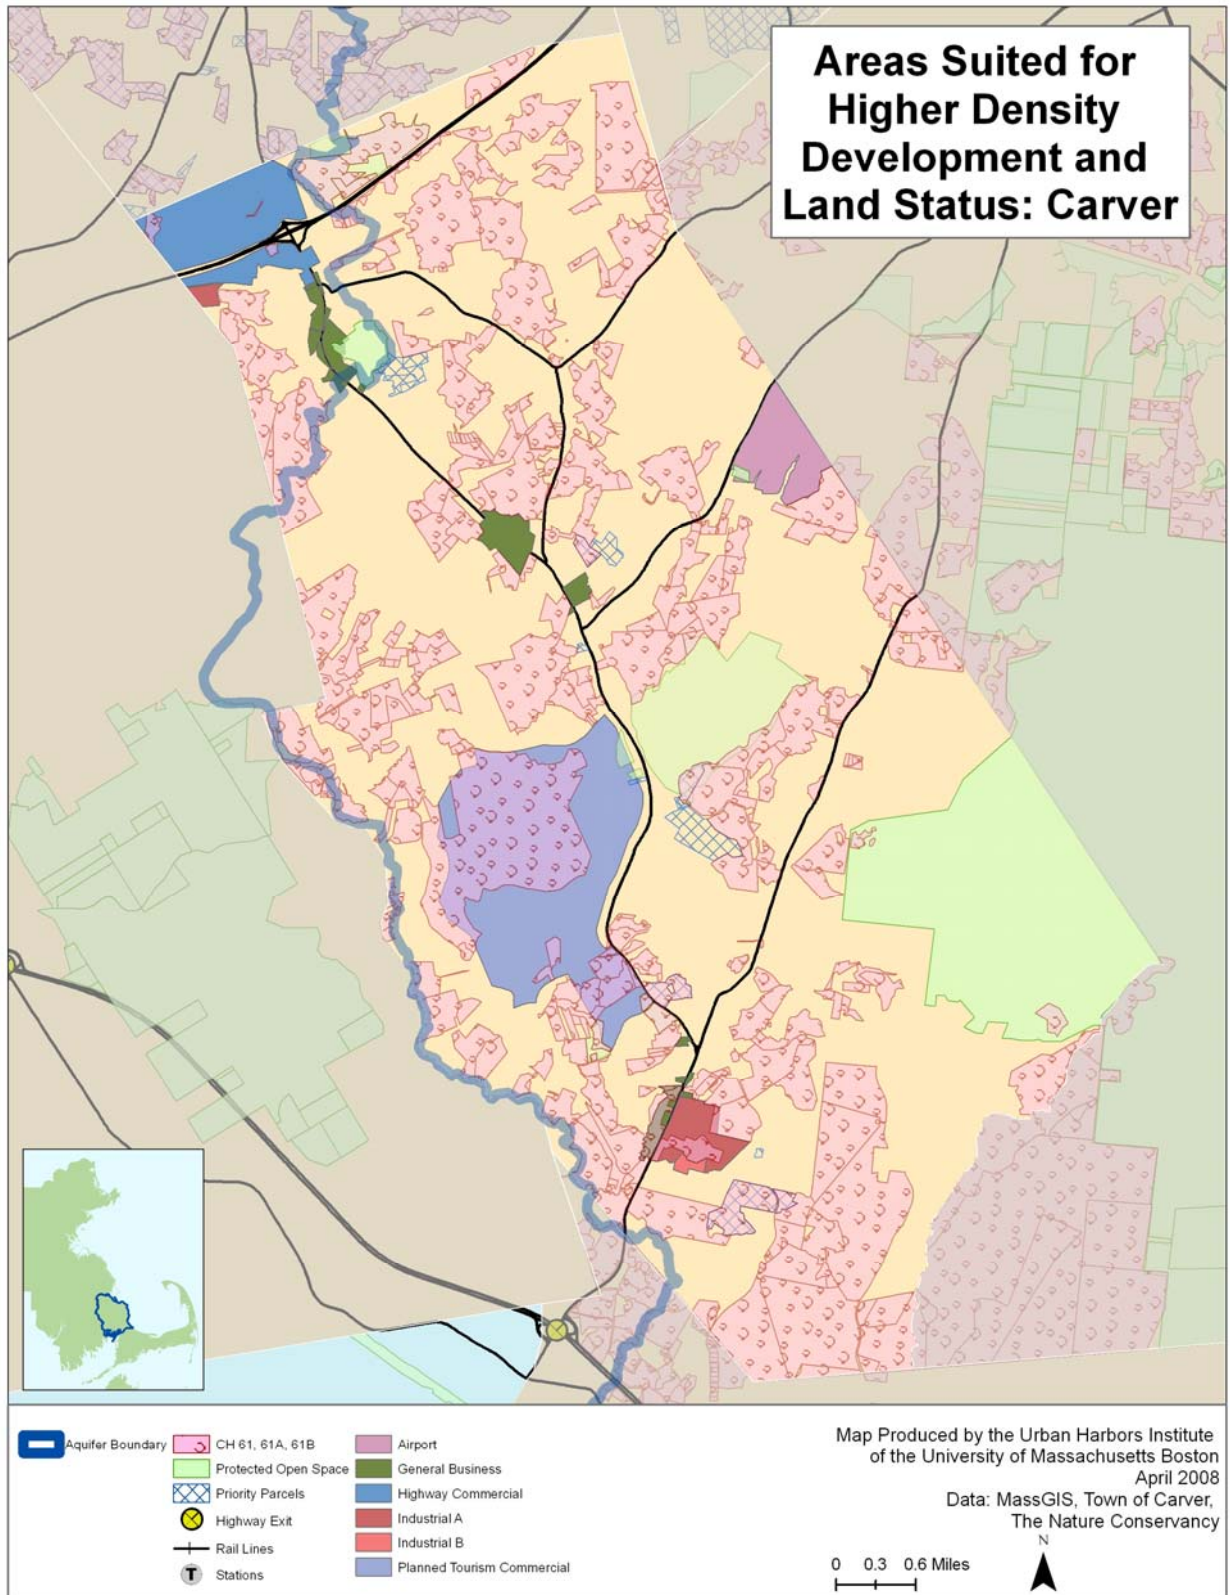 Areas Suited for
Higher Density
Development and
Land Status: Carver
Aquifer Boundary
CH 61, 61A, 61B
Protected Open Space
Priority Parcels
Highway Exit
Rail Lines
T
Stations
Airport
General Business
Highway Commercial
Industrial A
Industrial B
Planned Tourism Commercial
Map Produced by the Urban Harbors Institute
of the University of Massachusetts Boston
April 2008
Data: MassGIS, Town of Carver,
The Nature Conservancy
N
0 0.3 0.6 Miles